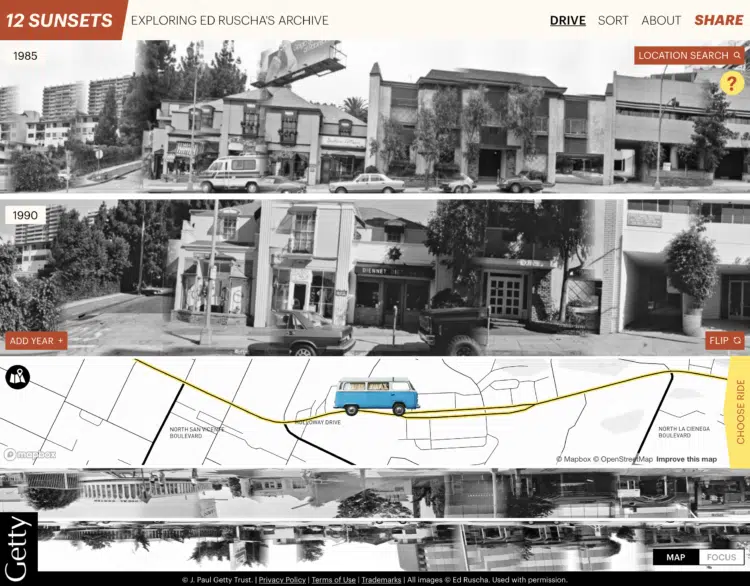 12 SUNSETS
EXPLORING ED RUSCHA'S ARCHIVE
DRIVE SORT ABOUT SHARE
1985
LOCATION SEARCH
?
1990
ADD YEAR +
FLIP
NORTH SAN VICENTE
BOULEVARD
HOLLOWAY DRIVE
NORTH LA CIENEGA
BOULEVARD
CHOOSE RIDE
mapbox
© Mapbox © OpenStreetMap Improve this map
Getty
MAP FOCUS
© J. Paul Getty Trust. | Privacy Policy | Terms of Use | Trademarks | All images © Ed Ruscha. Used with permission.